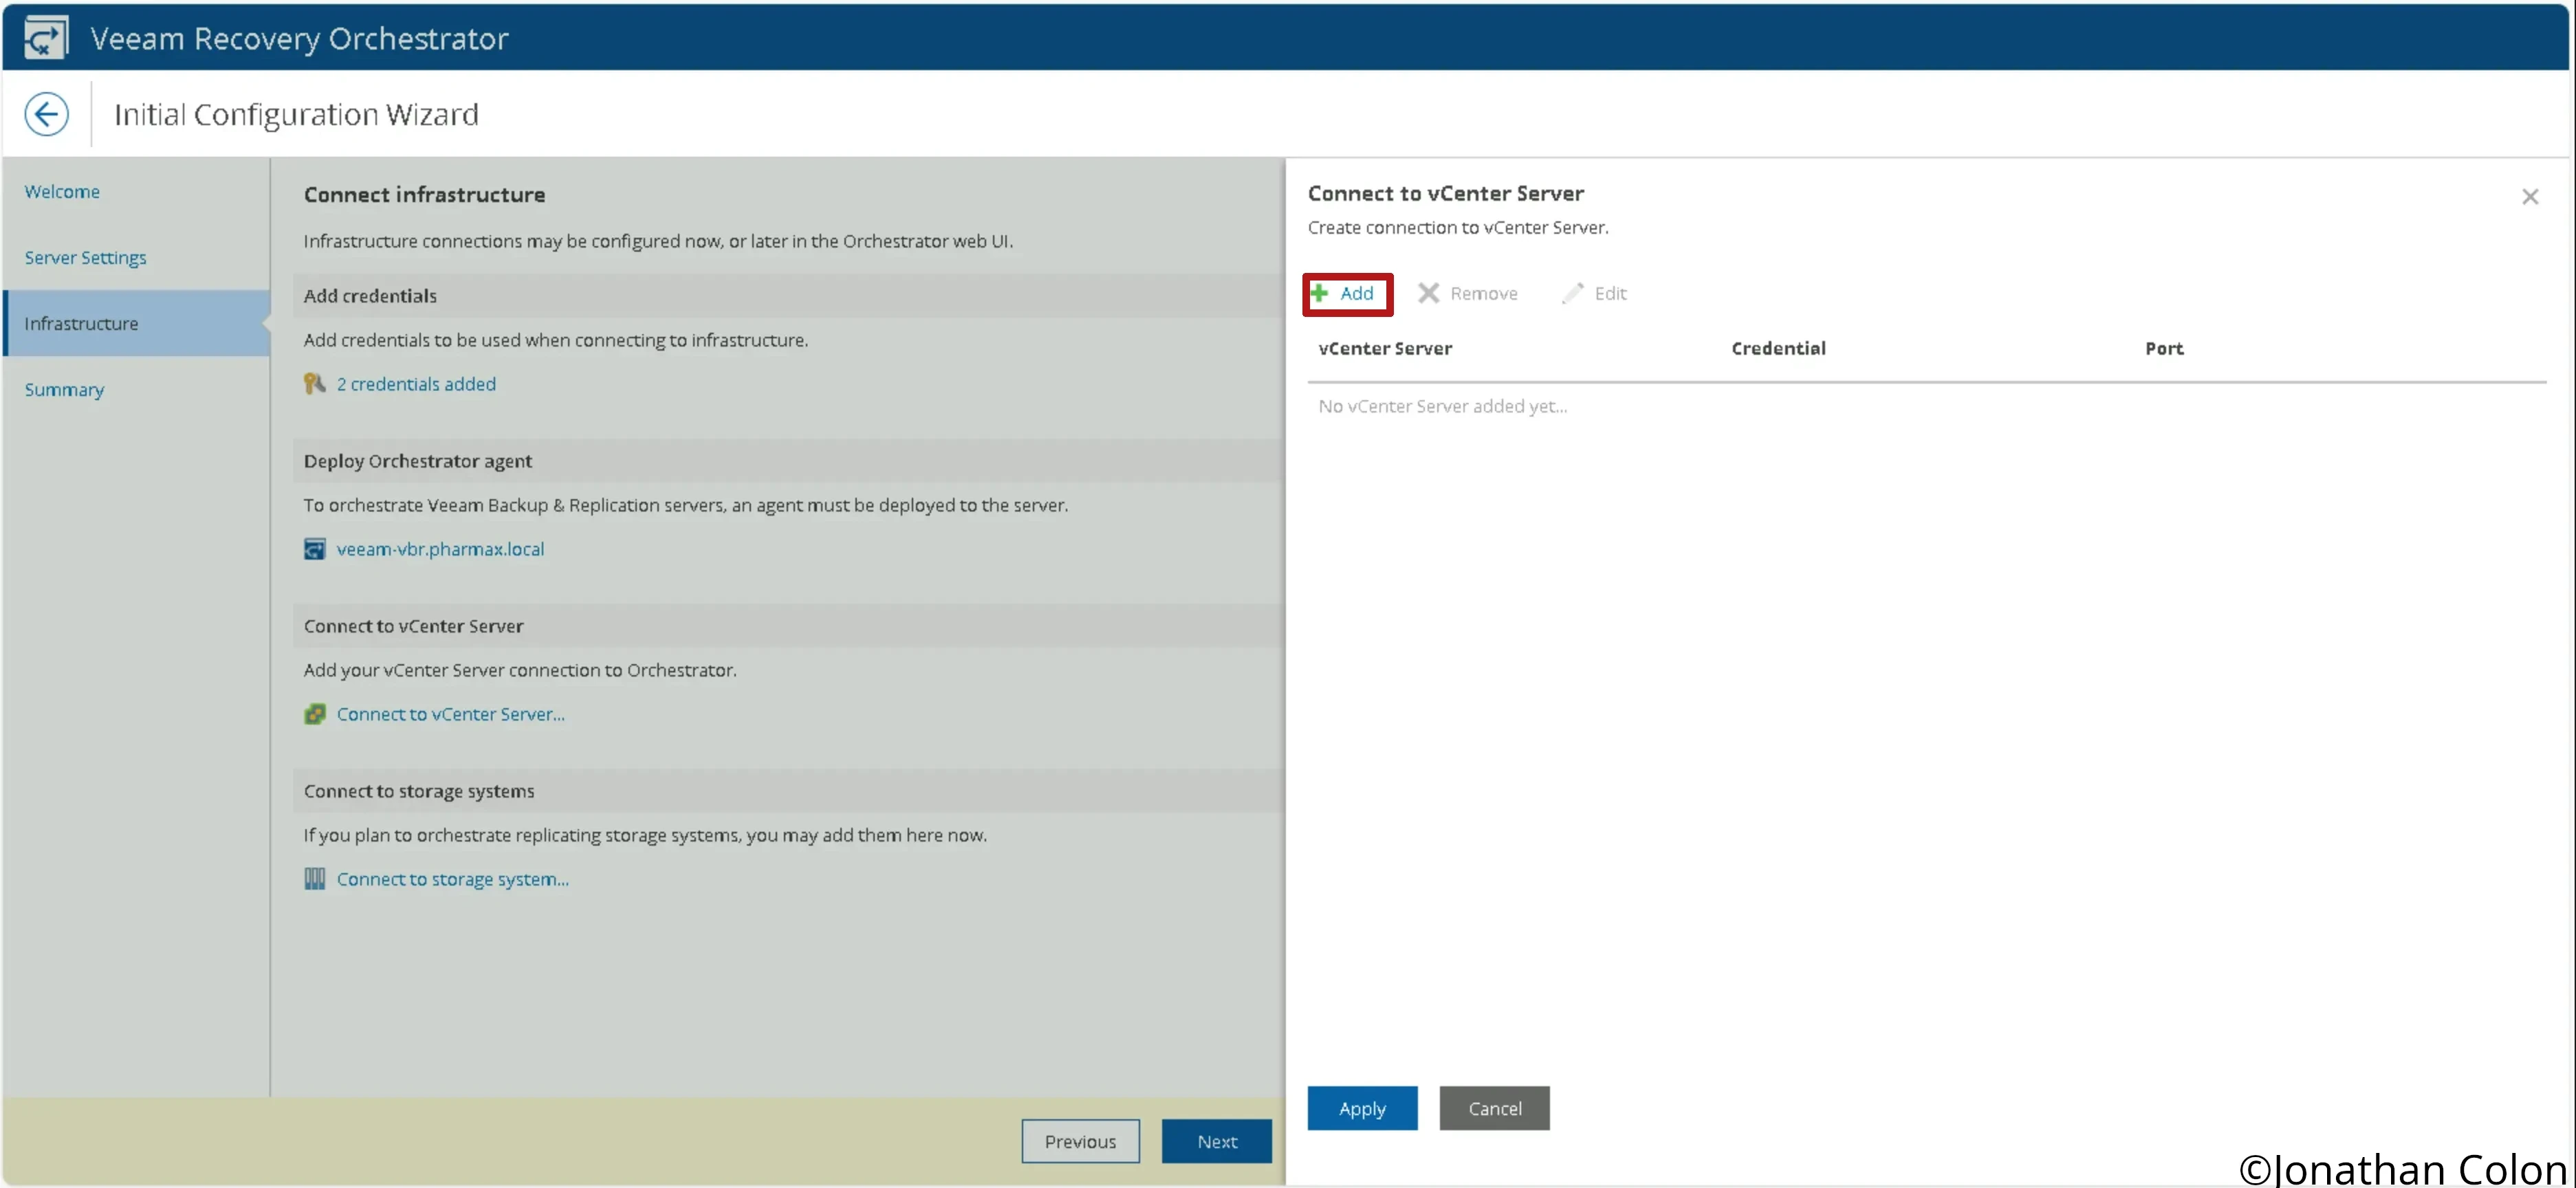 Veeam Recovery Orchestrator
Initial Configuration Wizard
Welcome
Server Settings
Infrastructure
Summary
Connect infrastructure
Infrastructure connections may be configured now, or later in the Orchestrator web UI.
Add credentials
Add credentials to be used when connecting to infrastructure.
2 credentials added
Deploy Orchestrator agent
To orchestrate Veeam Backup & Replication servers, an agent must be deployed to the server.
veeam-vbr.pharmax.local
Connect to vCenter Server
Add your vCenter Server connection to Orchestrator.
Connect to vCenter Server...
Connect to storage systems
If you plan to orchestrate replicating storage systems, you may add them here now.
Connect to storage system...
Previous Next
Connect to vCenter Server
Create connection to vCenter Server.
Add Remove Edit
vCenter Server Credential Port
No vCenter Server added yet...
Apply Cancel
©Jonathan Colon